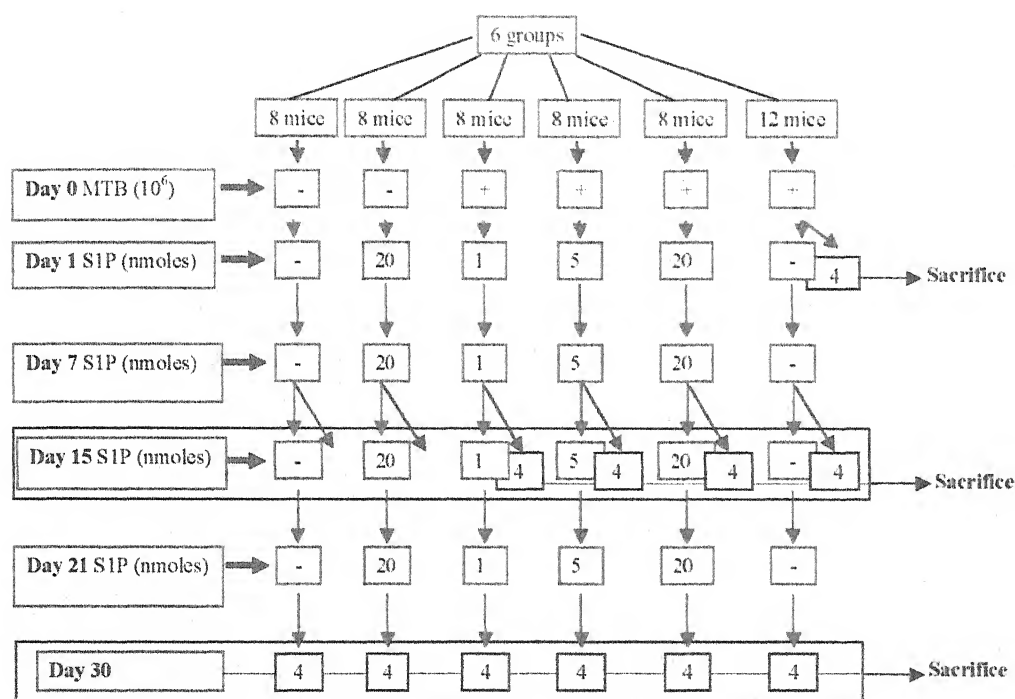 6 groups
8 mice 8 mice 8 mice 8 mice 8 mice 12 mice
Day 0 MTB (10⁶) - - + + + +
Day 1 S1P (nmoles) - 20 1 5 20 - 4 Sacrifice
Day 7 S1P (nmoles) - 20 1 5 20 -
Day 15 S1P (nmoles) - 20 1 4 5 4 20 4 - 4 Sacrifice
Day 21 S1P (nmoles) - 20 1 5 20 -
Day 30 4 4 4 4 4 4 Sacrifice